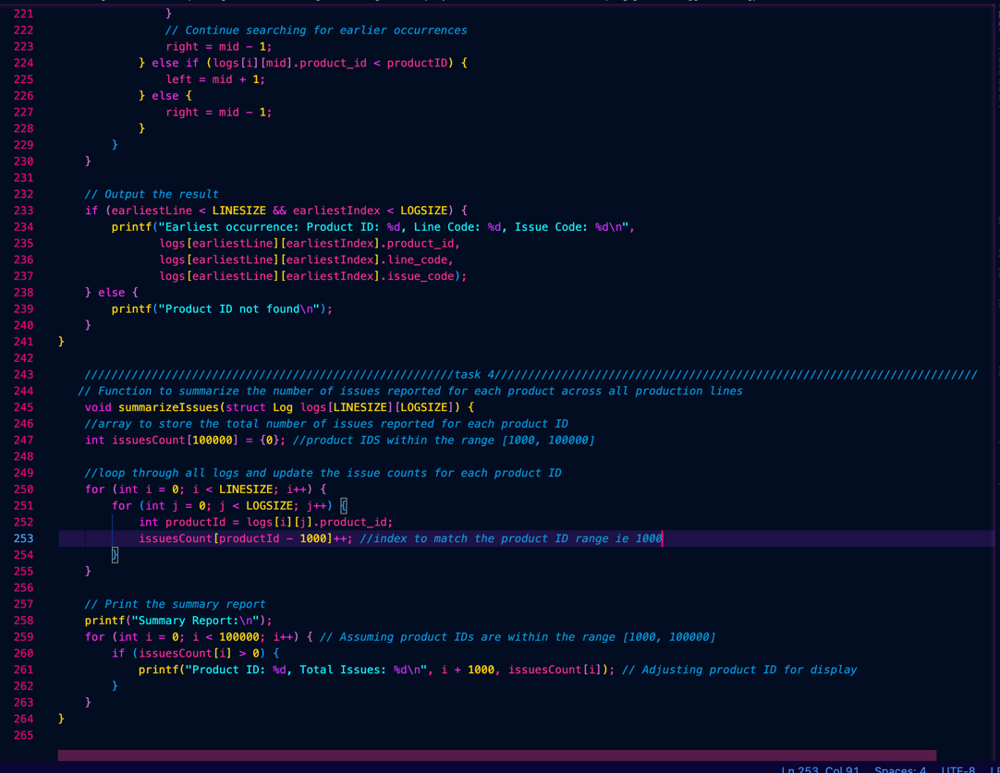 221 }
222 // Continue searching for earlier occurrences
223 right = mid - 1;
224 } else if (logs[i][mid].product_id < productID) {
225 left = mid + 1;
226 } else {
227 right = mid - 1;
228 }
229 }
230 }
231
232 // Output the result
233 if (earliestLine < LINESIZE && earliestIndex < LOGSIZE) {
234 printf("Earliest occurrence: Product ID: %d, Line Code: %d, Issue Code: %d\n",
235 logs[earliestLine][earliestIndex].product_id,
236 logs[earliestLine][earliestIndex].line_code,
237 logs[earliestLine][earliestIndex].issue_code);
238 } else {
239 printf("Product ID not found\n");
240 }
241 }
242
243 ///////////////////////////////////////////////////////task 4////////////////////////////////////////////////////////////////////////
244 // Function to summarize the number of issues reported for each product across all production lines
245 void summarizeIssues(struct Log logs[LINESIZE][LOGSIZE]) {
246 //array to store the total number of issues reported for each product ID
247 int issuesCount[100000] = {0}; //product IDS within the range [1000, 100000]
248
249 //loop through all logs and update the issue counts for each product ID
250 for (int i = 0; i < LINESIZE; i++) {
251 for (int j = 0; j < LOGSIZE; j++) {
252 int productId = logs[i][j].product_id;
253 issuesCount[productId - 1000]++; //index to match the product ID range ie 1000
254 }
255 }
256
257 // Print the summary report
258 printf("Summary Report:\n");
259 for (int i = 0; i < 100000; i++) { // Assuming product IDs are within the range [1000, 100000]
260 if (issuesCount[i] > 0) {
261 printf("Product ID: %d, Total Issues: %d\n", i + 1000, issuesCount[i]); // Adjusting product ID for display
262 }
263 }
264 }
265
Ln 253, Col 91 Spaces: 4 UTF-8